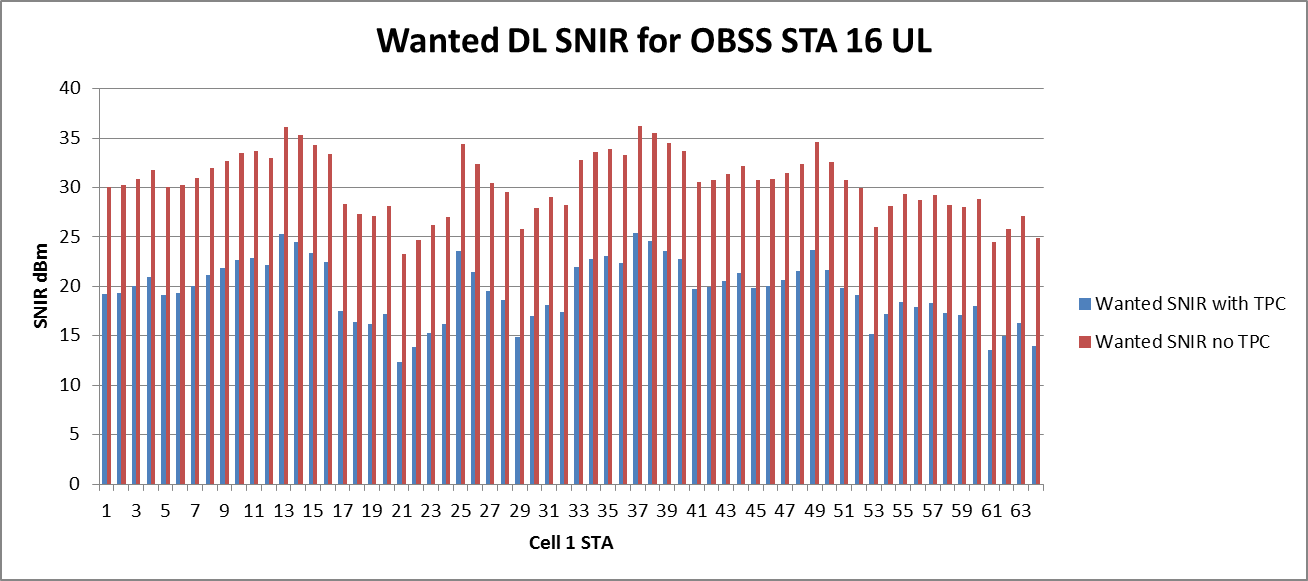 Wanted DL SNIR for OBSS STA 16 UL
40
35
30
25
20
15
10
5
0
SNIR dBm
1 3 5 7 9 11 13 15 17 19 21 23 25 27 29 31 33 35 37 39 41 43 45 47 49 51 53 55 57 59 61 63
Cell 1 STA
Wanted SNIR with TPC
Wanted SNIR no TPC